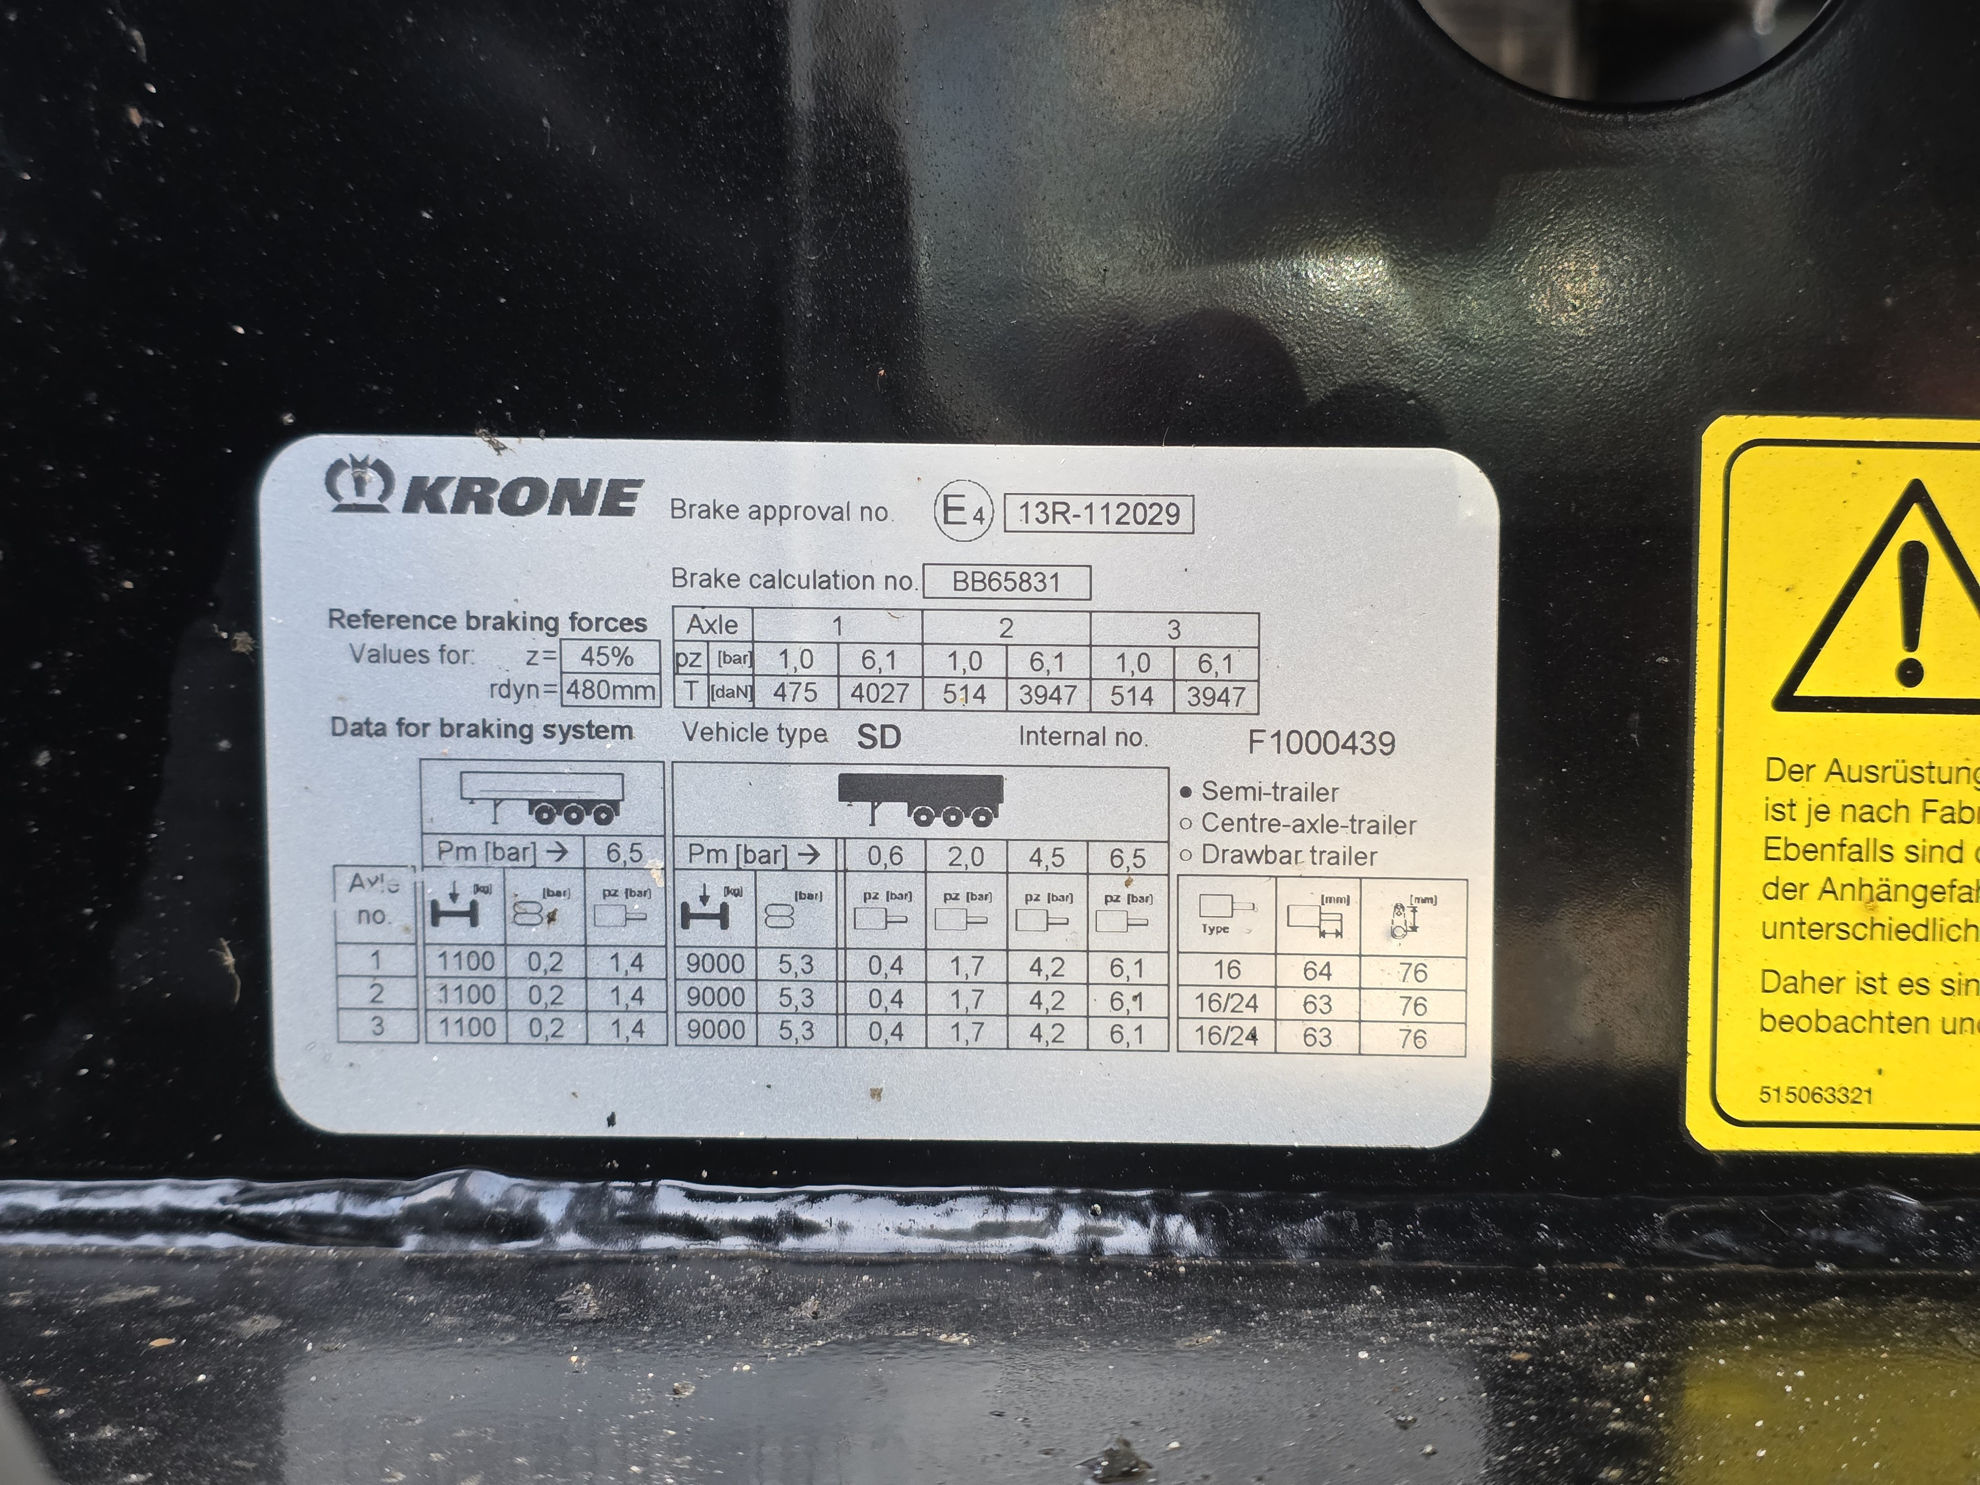 KRONE Brake approval no. E4 13R-112029
Brake calculation no. BB65831
Reference braking forces Axle 1 2 3
Values for: z= 45% pz [bar] 1,0 6,1 1,0 6,1 1,0 6,1
rdyn= 480mm T [daN] 475 4027 514 3947 514 3947
Data for braking system Vehicle type SD Internal no. F1000439
Semi-trailer
Centre-axle-trailer
Pm [bar] → 6,5 Pm [bar] → 0,6 2,0 4,5 6,5 Drawbar trailer
Axle no. [kg] [bar] pz [bar] [kg] [bar] pz [bar] pz [bar] pz [bar] pz [bar] Type [mm] [mm]
1 1100 0,2 1,4 9000 5,3 0,4 1,7 4,2 6,1 16 64 76
2 1100 0,2 1,4 9000 5,3 0,4 1,7 4,2 6,1 16/24 63 76
3 1100 0,2 1,4 9000 5,3 0,4 1,7 4,2 6,1 16/24 63 76
Der Ausrüstung
ist je nach Fab
Ebenfalls sind
der Anhängefa
unterschiedlich
Daher ist es sin
beobachten un
515063321